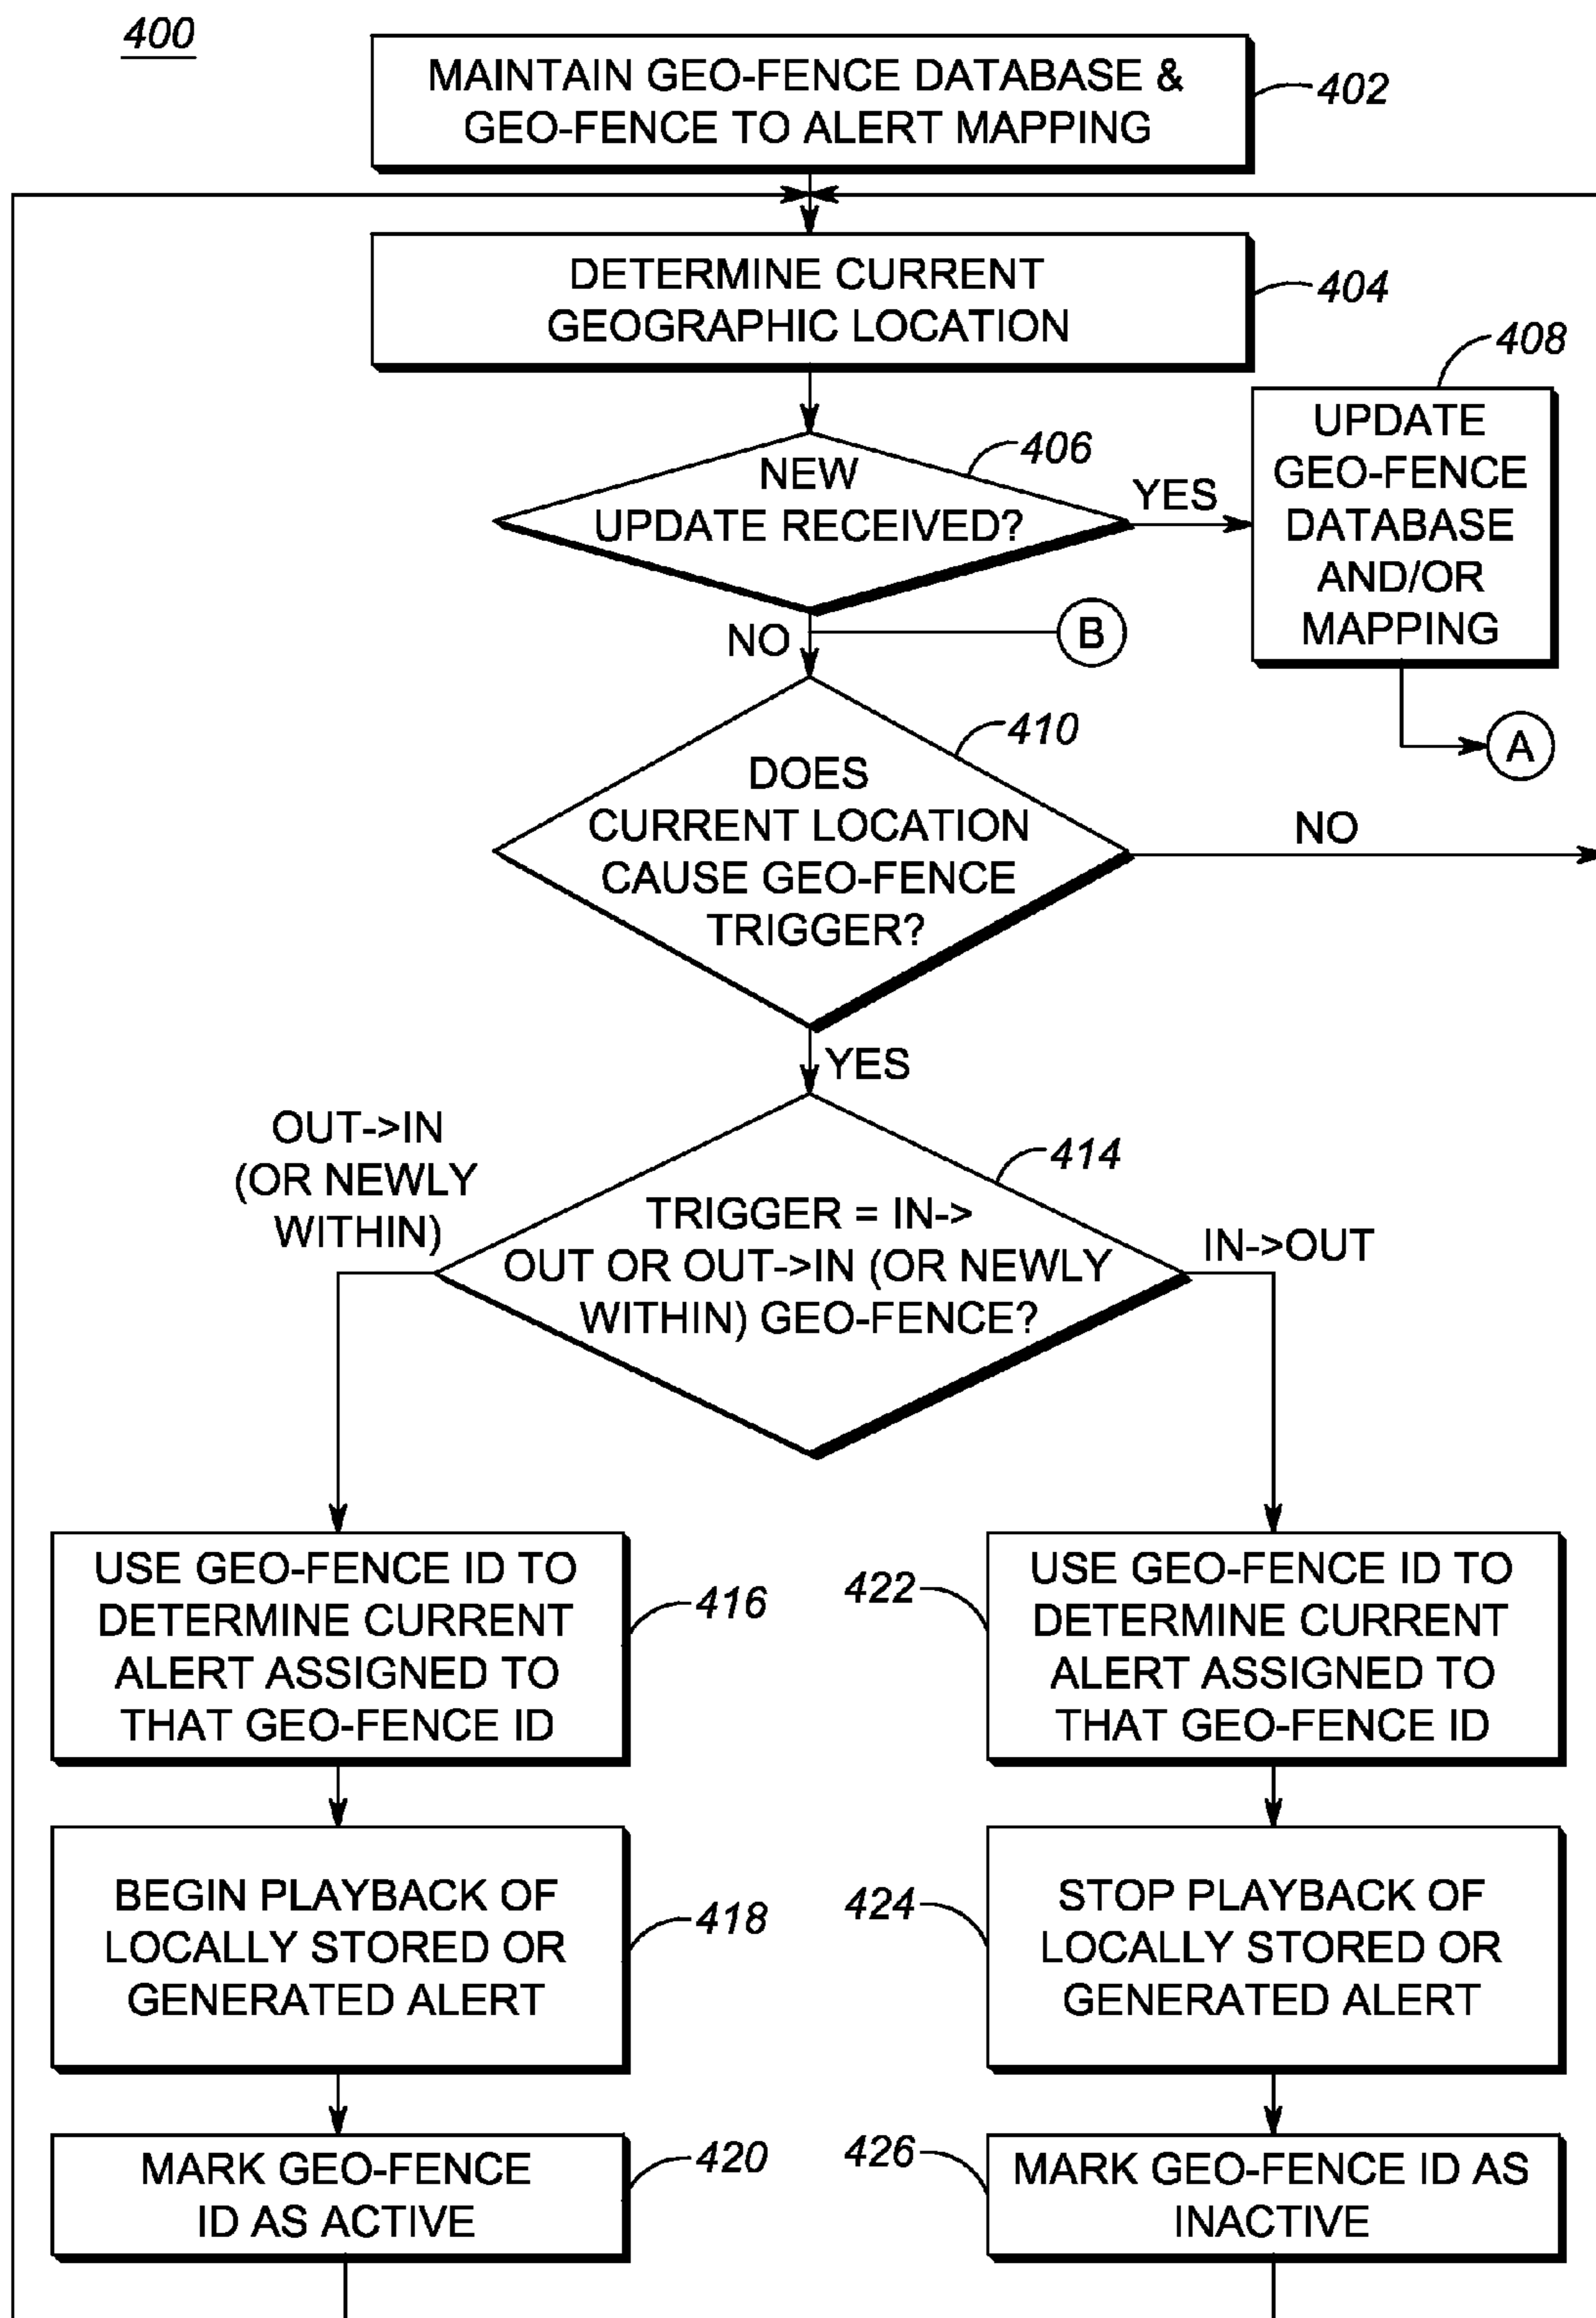 400
MAINTAIN GEO-FENCE DATABASE &
GEO-FENCE TO ALERT MAPPING
402
DETERMINE CURRENT
GEOGRAPHIC LOCATION
404
408
UPDATE
GEO-FENCE
DATABASE
AND/OR
MAPPING
406
NEW
UPDATE RECEIVED?
YES
NO
B
A
410
DOES
CURRENT LOCATION
CAUSE GEO-FENCE
TRIGGER?
NO
YES
OUT->IN
(OR NEWLY
WITHIN)
414
TRIGGER = IN->
OUT OR OUT->IN (OR NEWLY
WITHIN) GEO-FENCE?
IN->OUT
USE GEO-FENCE ID TO
DETERMINE CURRENT
ALERT ASSIGNED TO
THAT GEO-FENCE ID
416
422
USE GEO-FENCE ID TO
DETERMINE CURRENT
ALERT ASSIGNED TO
THAT GEO-FENCE ID
BEGIN PLAYBACK OF
LOCALLY STORED OR
GENERATED ALERT
418
424
STOP PLAYBACK OF
LOCALLY STORED OR
GENERATED ALERT
MARK GEO-FENCE
ID AS ACTIVE
420
426
MARK GEO-FENCE ID AS
INACTIVE